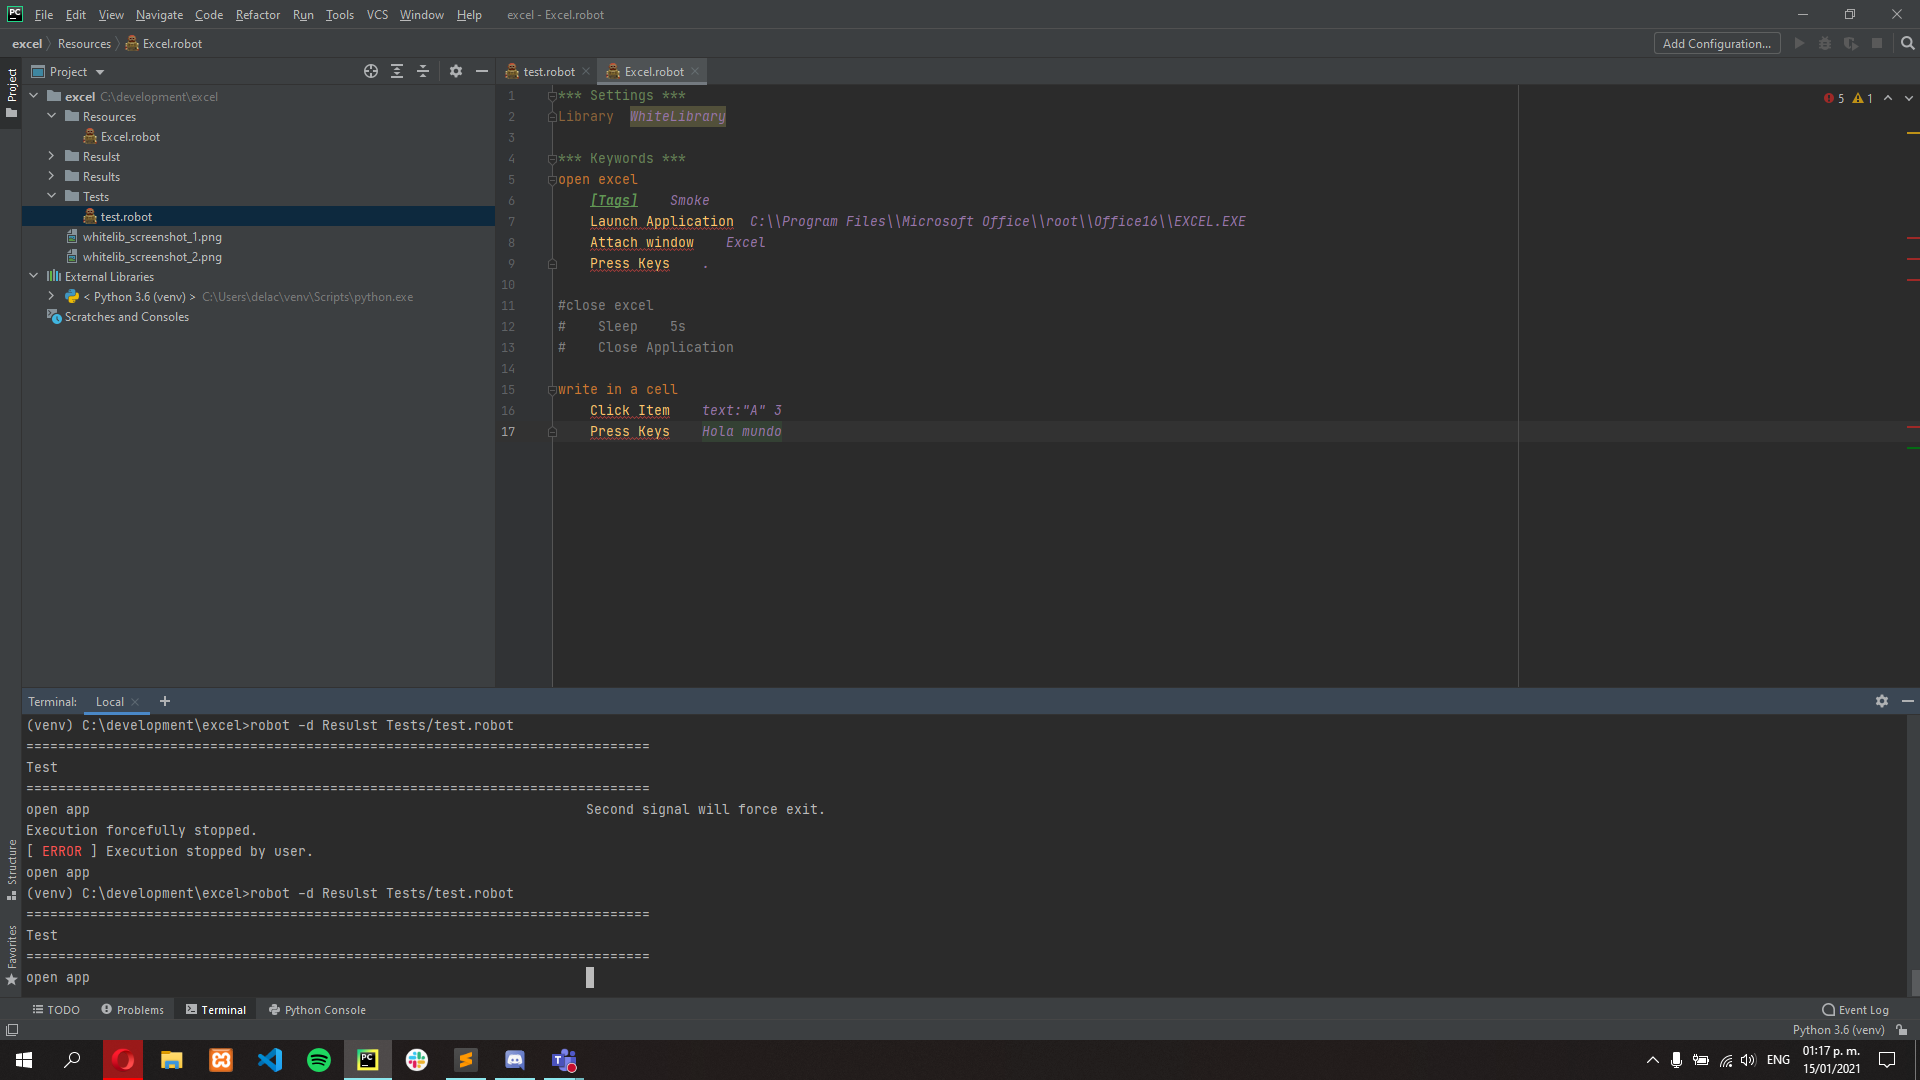 PC File Edit View Navigate Code Refactor Run Tools VCS Window Help excel - Excel.robot
excel Resources Excel.robot Add Configuration...
Project
Project
test.robot Excel.robot
excel C:\development\excel
Resources
Excel.robot
Resulst
Results
Tests
test.robot
whitelib_screenshot_1.png
whitelib_screenshot_2.png
External Libraries
< Python 3.6 (venv) > C:\Users\delac\venv\Scripts\python.exe
Scratches and Consoles
5 1
1 *** Settings ***
2 Library  WhiteLibrary
3
4 *** Keywords ***
5 open excel
6     [Tags]    Smoke
7     Launch Application  C:\\Program Files\\Microsoft Office\\root\\Office16\\EXCEL.EXE
8     Attach window    Excel
9     Press Keys    .
10
11 #close excel
12 #    Sleep    5s
13 #    Close Application
14
15 write in a cell
16     Click Item    text:"A" 3
17     Press Keys    Hola mundo
Terminal: Local +
(venv) C:\development\excel>robot -d Resulst Tests/test.robot
==============================================================================
Test
==============================================================================
open app                                                              Second signal will force exit.
Execution forcefully stopped.
[ ERROR ] Execution stopped by user.
open app
(venv) C:\development\excel>robot -d Resulst Tests/test.robot
==============================================================================
Test
==============================================================================
open app
Structure
Favorites
TODO Problems Terminal Python Console Event Log
Python 3.6 (venv)
PC
ENG 01:17 p. m.
15/01/2021